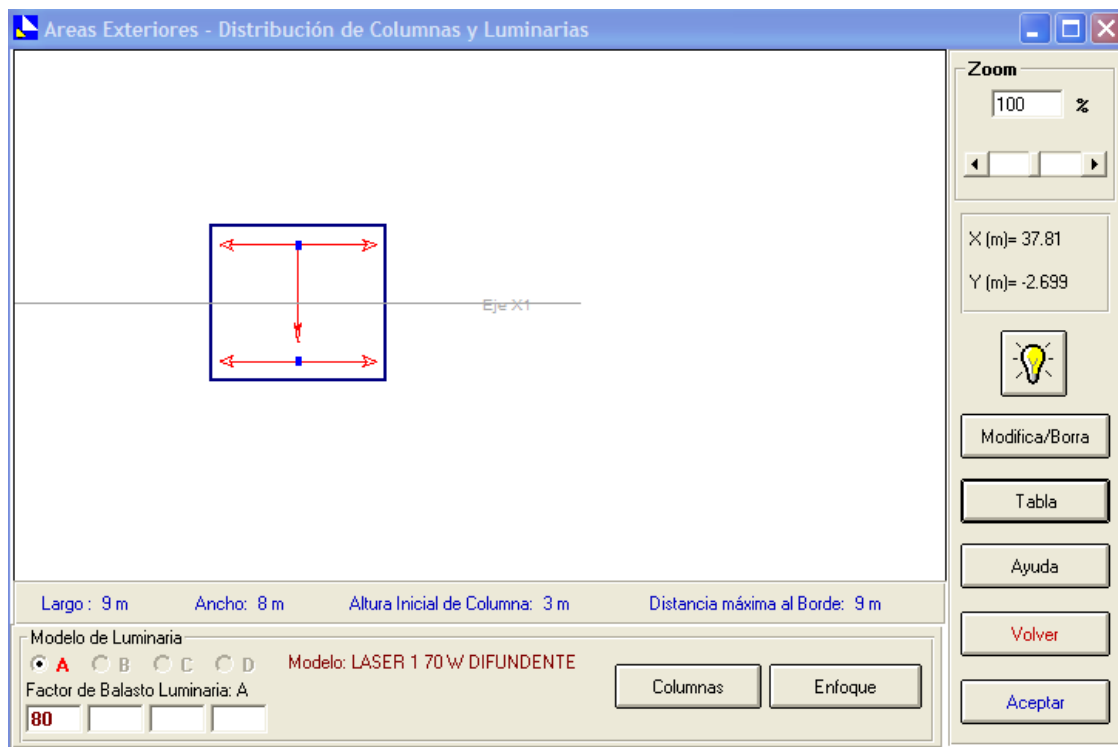 Areas Exteriores - Distribución de Columnas y Luminarias
Zoom
100 %
X (m)= 37.81
Y (m)= -2.699
Eje X1
Modifica/Borra
Tabla
Ayuda
Volver
Aceptar
Largo : 9 m Ancho: 8 m Altura Inicial de Columna: 3 m Distancia máxima al Borde: 9 m
Modelo de Luminaria
A B C D Modelo: LASER 1 70 W DIFUNDENTE
Factor de Balasto Luminaria: A
80
Columnas Enfoque